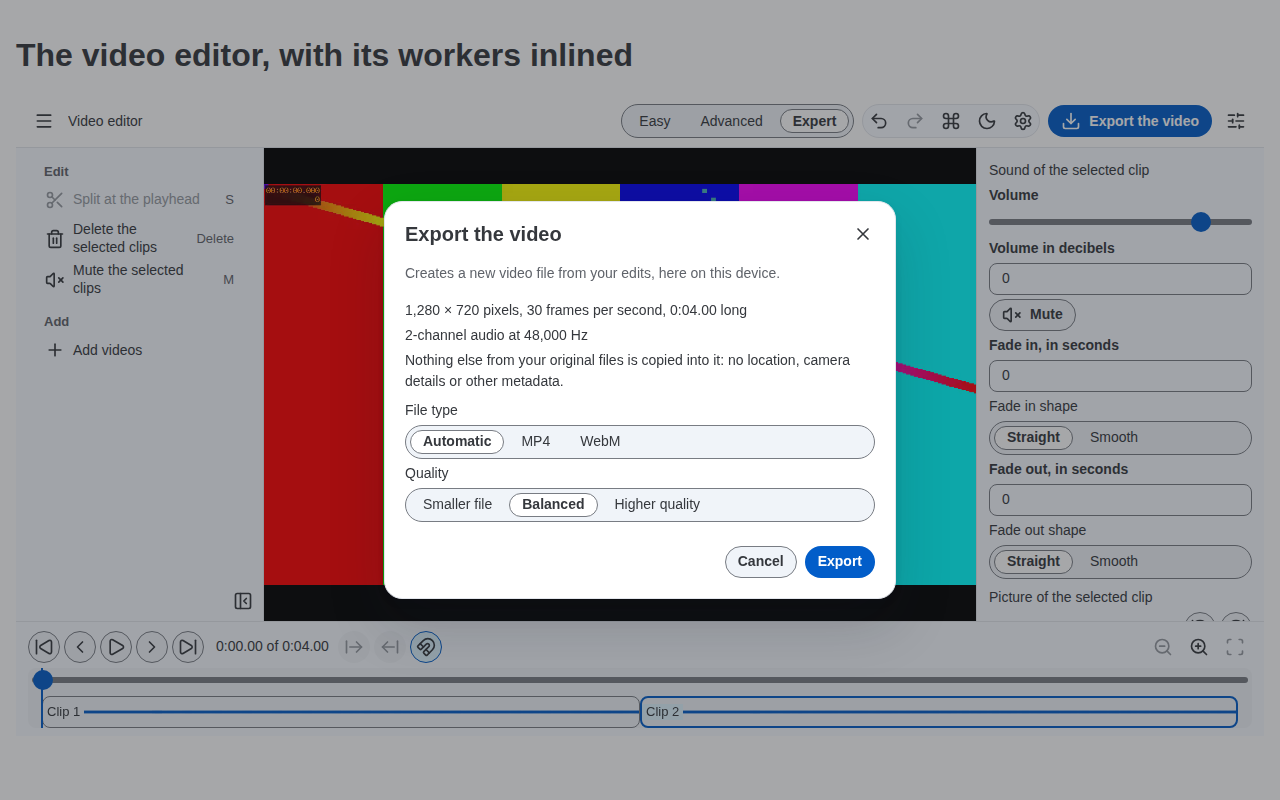 The video editor, with its workers inlined
Video editor
Easy Advanced Expert
Export the video
Edit
Split at the playhead S
Delete the selected clips Delete
Mute the selected clips M
Add
Add videos
00:00:00.000
0
Export the video
Creates a new video file from your edits, here on this device.
1,280 × 720 pixels, 30 frames per second, 0:04.00 long
2-channel audio at 48,000 Hz
Nothing else from your original files is copied into it: no location, camera
details or other metadata.
File type
Automatic MP4 WebM
Quality
Smaller file Balanced Higher quality
Cancel Export
Sound of the selected clip
Volume
Volume in decibels
0
Mute
Fade in, in seconds
0
Fade in shape
Straight Smooth
Fade out, in seconds
0
Fade out shape
Straight Smooth
Picture of the selected clip
0:00.00 of 0:04.00
Clip 1 Clip 2